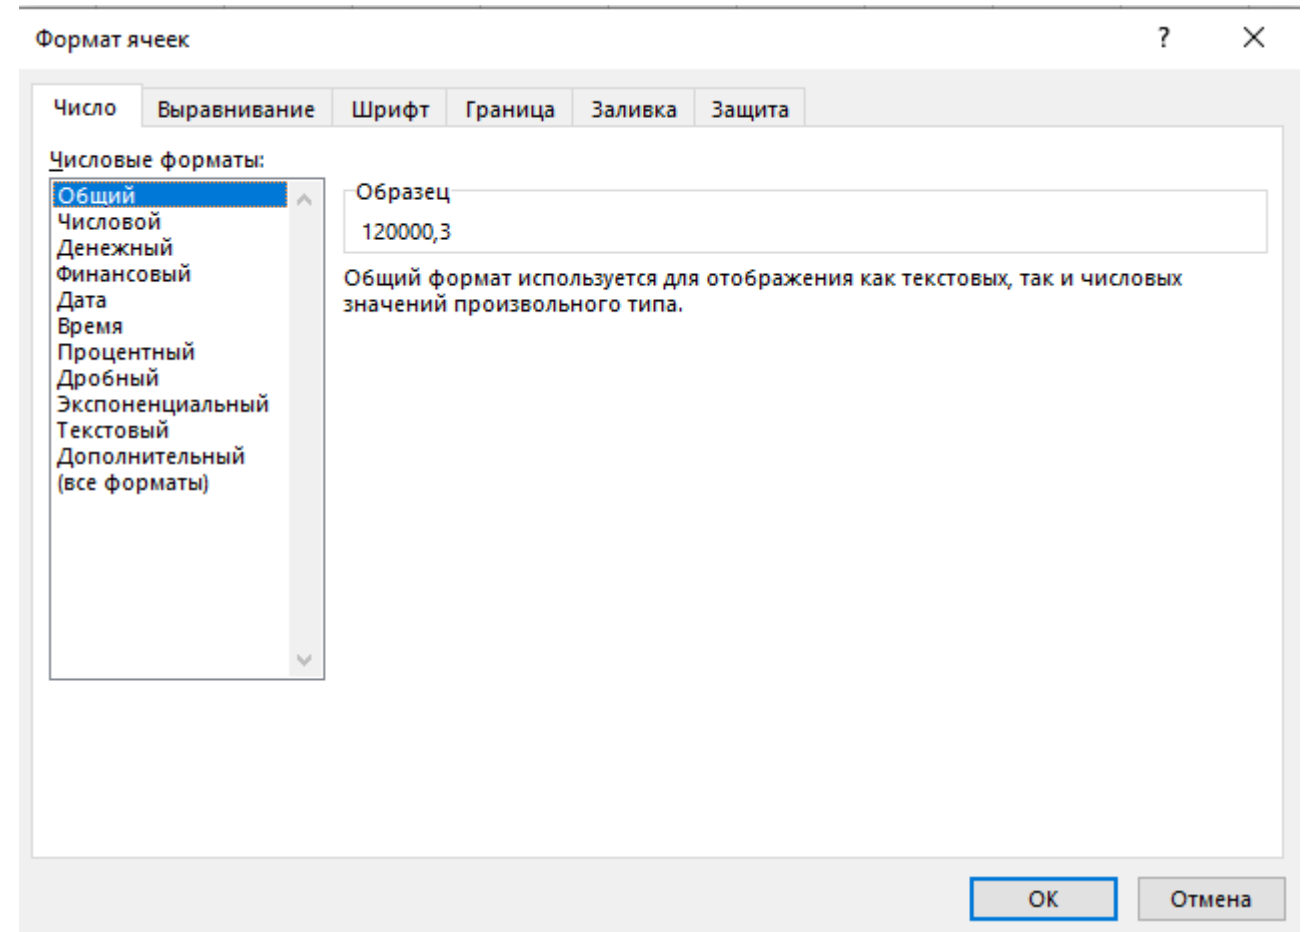 Формат ячеек
?
Число Выравнивание Шрифт Граница Заливка Защита
Числовые форматы:
Общий
Числовой
Денежный
Финансовый
Дата
Время
Процентный
Дробный
Экспоненциальный
Текстовый
Дополнительный
(все форматы)
Образец
120000,3
Общий формат используется для отображения как текстовых, так и числовых
значений произвольного типа.
ОК Отмена